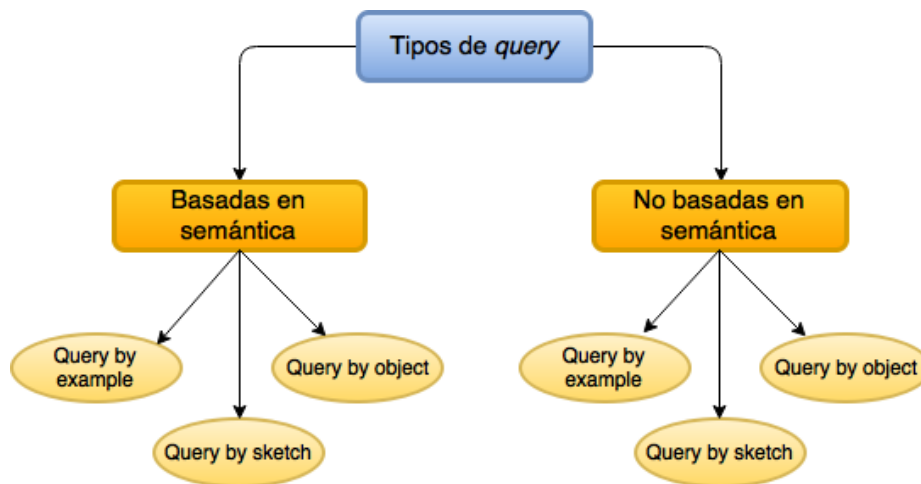 Tipos de query
Basadas en
semántica
No basadas en
semántica
Query by
example
Query by object
Query by sketch
Query by
example
Query by object
Query by sketch